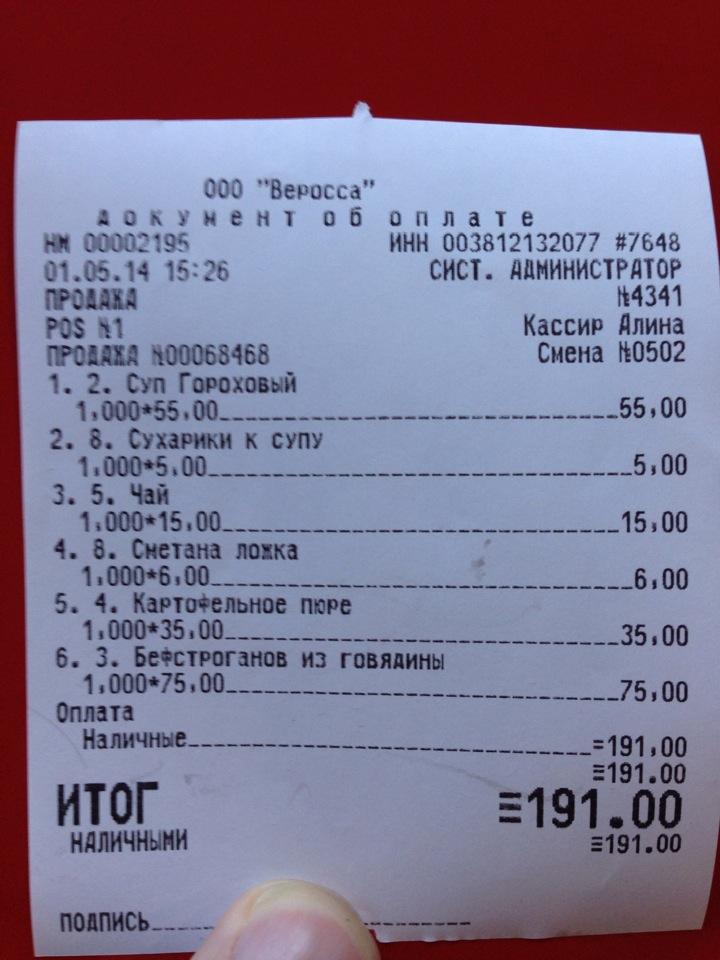 ООО "Веросса"
документ об оплате
НМ 00002195 ИНН 003812132077 #7648
01.05.14 15:26 СИСТ. АДМИНИСТРАТОР
ПРОДАЖА №4341
POS №1 Кассир Алина
ПРОДАЖА №00068468 Смена №0502
1. 2. Суп Гороховый
1,000*55,00 55,00
2. 8. Сухарики к супу
1,000*5,00 5,00
3. 5. Чай
1,000*15,00 15,00
4. 8. Сметана ложка
1,000*6,00 6,00
5. 4. Картофельное пюре
1,000*35,00 35,00
6. 3. Бефстроганов из говядины
1,000*75,00 75,00
Оплата
Наличные =191,00
≡191.00
ИТОГ ≡191.00
НАЛИЧНЫМИ ≡191.00
ПОДПИСЬ